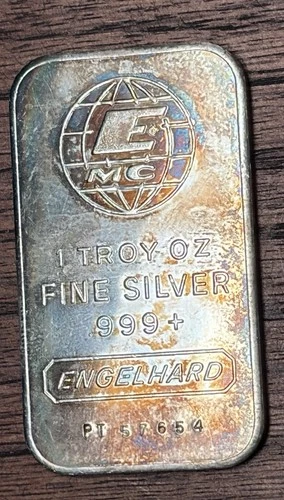 E
MC
1 TROY OZ
FINE SILVER
999+
ENGELHARD
PT 57654